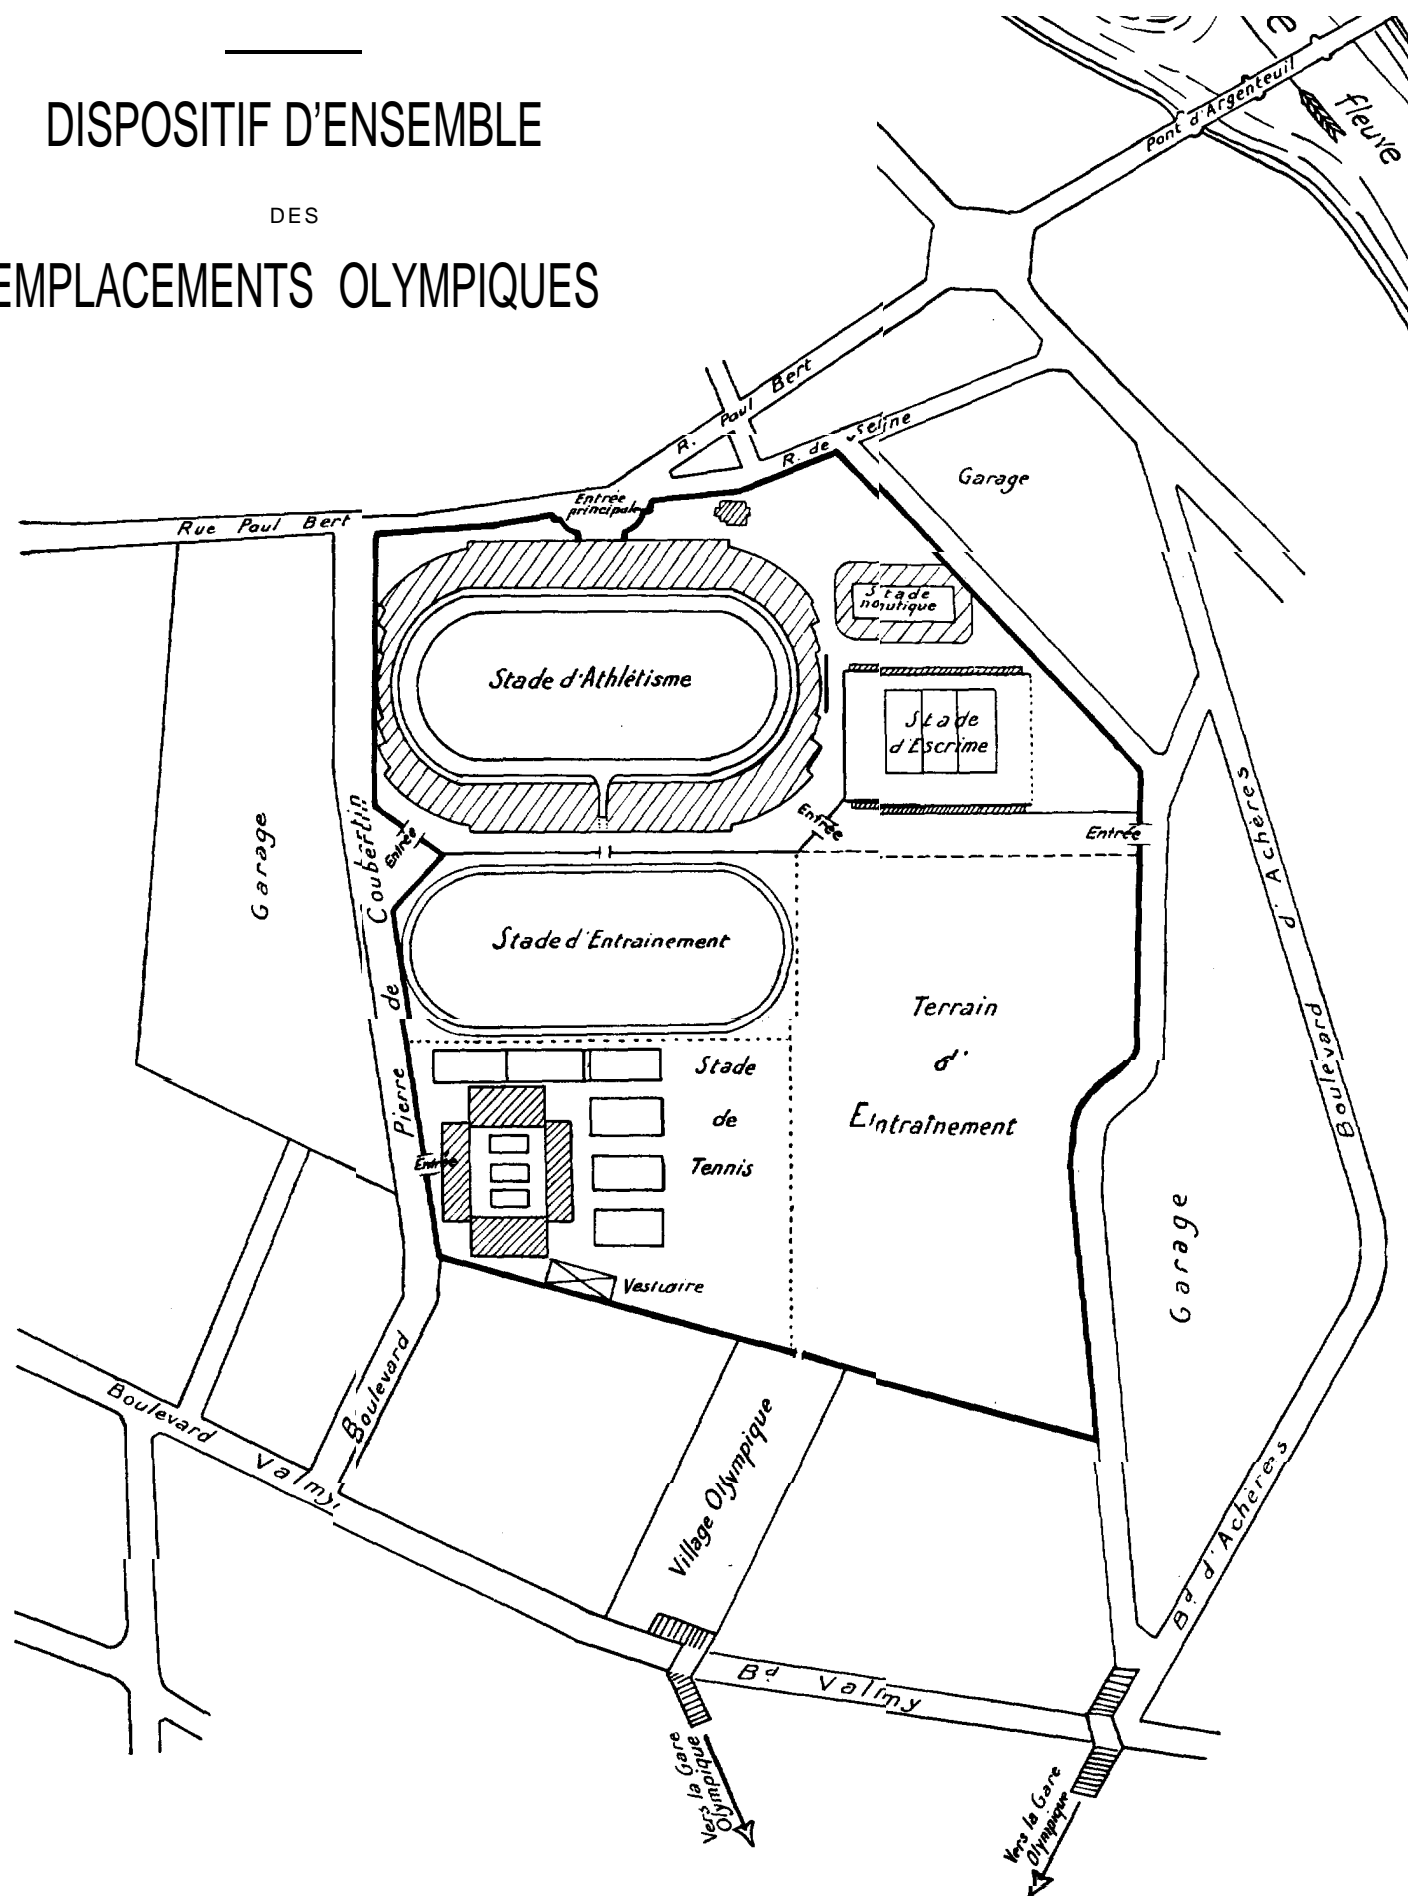 DISPOSITIF D'ENSEMBLE
DES
EMPLACEMENTS OLYMPIQUES
fleuve
Pont d'Argenteuil
R. Paul Bert
R. de Seine
Garage
Entrée
principale
Rue Paul Bert
Stade
nautique
Stade d'Athlétisme
Stade
d'Escrime
Entrée
Entrée
Entrée
Garage
Boulevard Pierre de Coubertin
Stade d'Entrainement
Boulevard d'Achères
Terrain
d'
Entraînement
Stade
de
Tennis
Entrée
Vestiaire
Garage
Boulevard Valmy
Village Olympique
Bd d'Achères
Bd Valmy
Vers la Gare
Olympique
Vers la Gare
Olympique